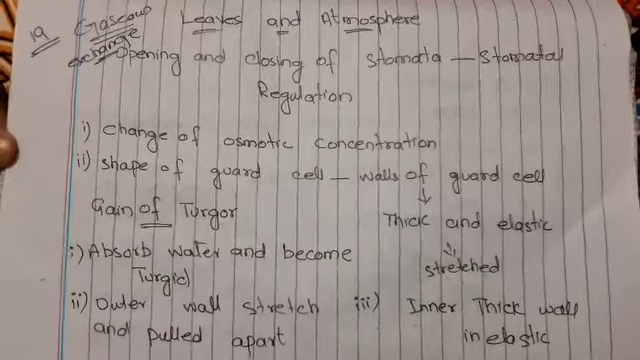 19 Gaseous Leaves and Atmosphere
exchange
Opening and closing of stomata - stomatal
Regulation
i) change of osmotic concentration
ii) shape of guard cell - walls of guard cell
↓
Gain of Turgor
Thick and elastic
↓
stretched
i) Absorb water and become
Turgid
ii) Outer wall stretch
and pulled apart
iii) Inner Thick wall
inelastic